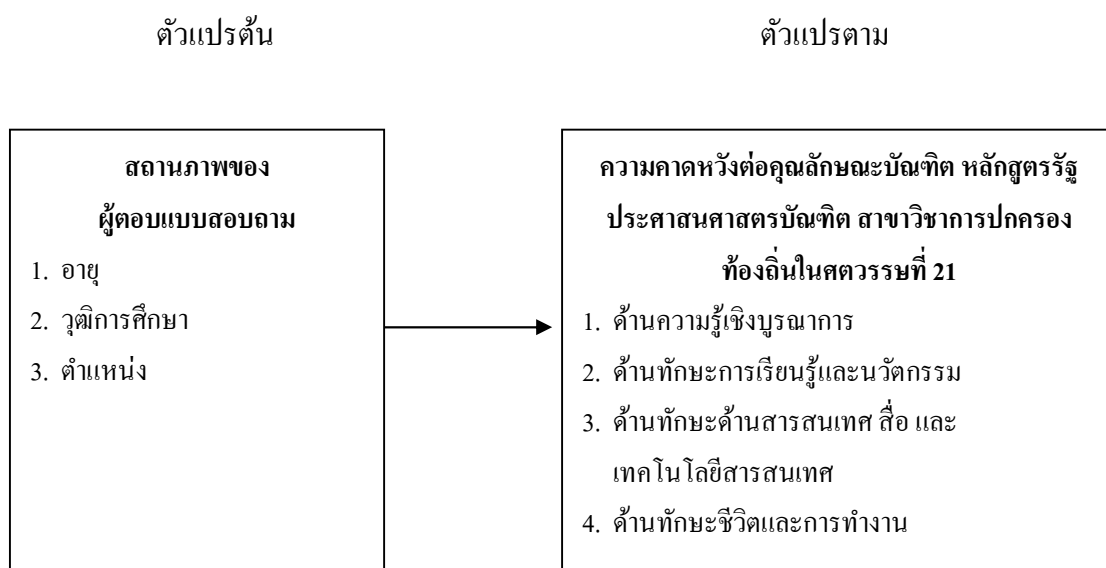 ตัวแปรต้น
ตัวแปรตาม
สถานภาพของ
ผู้ตอบแบบสอบถาม
1. อายุ
2. วุฒิการศึกษา
3. ตำแหน่ง
ความคาดหวังต่อคุณลักษณะบัณฑิต หลักสูตรรัฐ
ประศาสนศาสตรบัณฑิต สาขาวิชาการปกครอง
ท้องถิ่นในศตวรรษที่ 21
1. ด้านความรู้เชิงบูรณาการ
2. ด้านทักษะการเรียนรู้และนวัตกรรม
3. ด้านทักษะด้านสารสนเทศ สื่อ และ
เทคโนโลยีสารสนเทศ
4. ด้านทักษะชีวิตและการทำงาน